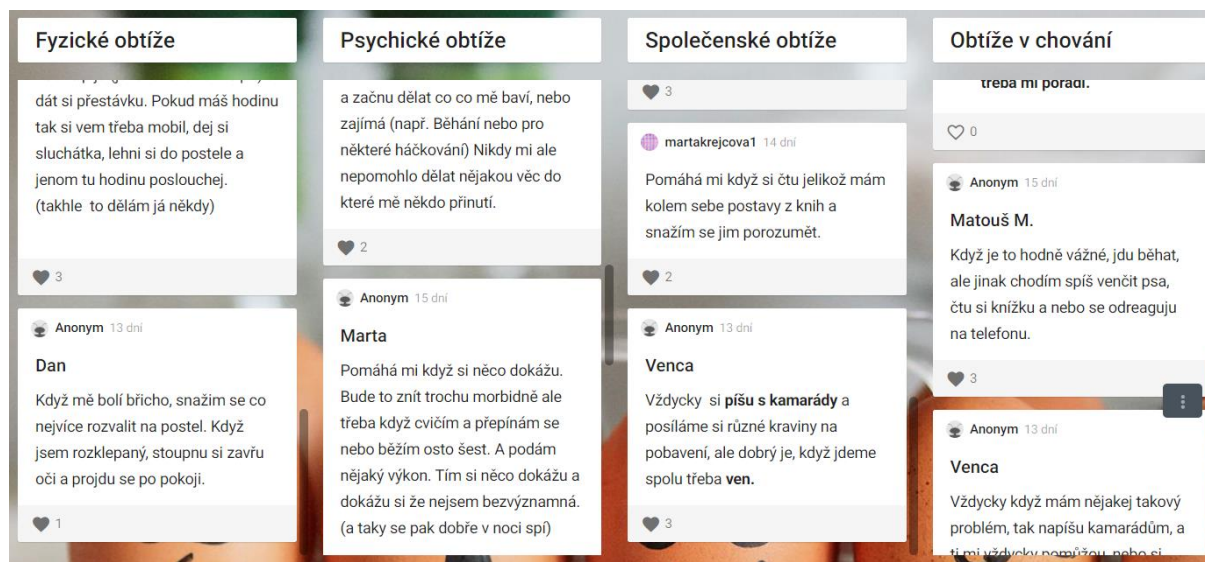 Fyzické obtíže
dát si přestávku. Pokud máš hodinu
tak si vem třeba mobil, dej si
sluchátka, lehni si do postele a
jenom tu hodinu poslouchej.
(takhle to dělám já někdy)
3
Anonym 13 dní
Dan
Když mě bolí břicho, snažim se co
nejvíce rozvalit na postel. Když
jsem rozklepaný, stoupnu si zavřu
oči a projdu se po pokoji.
1
Psychické obtíže
a začnu dělat co co mě baví, nebo
zajímá (např. Běhání nebo pro
některé háčkování) Nikdy mi ale
nepomohlo dělat nějakou věc do
které mě někdo přinutí.
2
Anonym 15 dní
Marta
Pomáhá mi když si něco dokážu.
Bude to znít trochu morbidně ale
třeba když cvičím a přepínám se
nebo běžím osto šest. A podám
nějaký výkon. Tím si něco dokážu a
dokážu si že nejsem bezvýznamná.
(a taky se pak dobře v noci spí)
Společenské obtíže
3
martakrejcova1 14 dní
Pomáhá mi když si čtu jelikož mám
kolem sebe postavy z knih a
snažím se jim porozumět.
2
Anonym 13 dní
Venca
Vždycky si píšu s kamarády a
posíláme si různé kraviny na
pobavení, ale dobrý je, když jdeme
spolu třeba ven.
3
Obtíže v chování
třeba mi poradí.
0
Anonym 15 dní
Matouš M.
Když je to hodně vážné, jdu běhat,
ale jinak chodím spíš venčit psa,
čtu si knížku a nebo se odreaguju
na telefonu.
3
Anonym 13 dní
Venca
Vždycky když mám nějakej takový
problém, tak napíšu kamarádům, a
ti mi vždycky pomůžou, nebo si